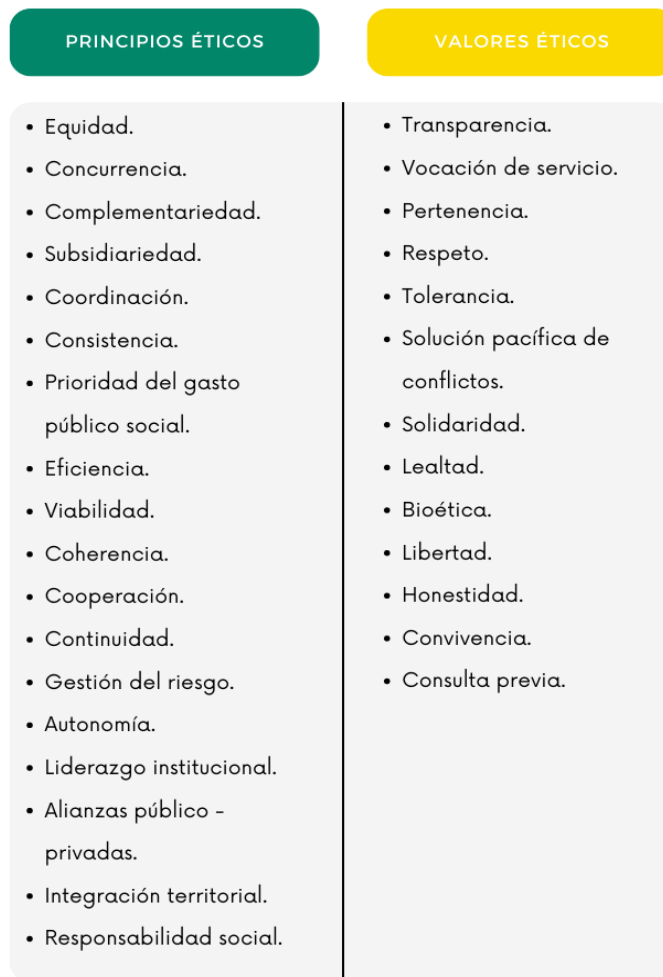 PRINCIPIOS ÉTICOS
• Equidad.
• Concurrencia.
• Complementariedad.
• Subsidiariedad.
• Coordinación.
• Consistencia.
• Prioridad del gasto
público social.
• Eficiencia.
• Viabilidad.
• Coherencia.
• Cooperación.
• Continuidad.
• Gestión del riesgo.
• Autonomía.
• Liderazgo institucional.
• Alianzas público -
privadas.
• Integración territorial.
• Responsabilidad social.
VALORES ÉTICOS
• Transparencia.
• Vocación de servicio.
• Pertenencia.
• Respeto.
• Tolerancia.
• Solución pacífica de
conflictos.
• Solidaridad.
• Lealtad.
• Bioética.
• Libertad.
• Honestidad.
• Convivencia.
• Consulta previa.